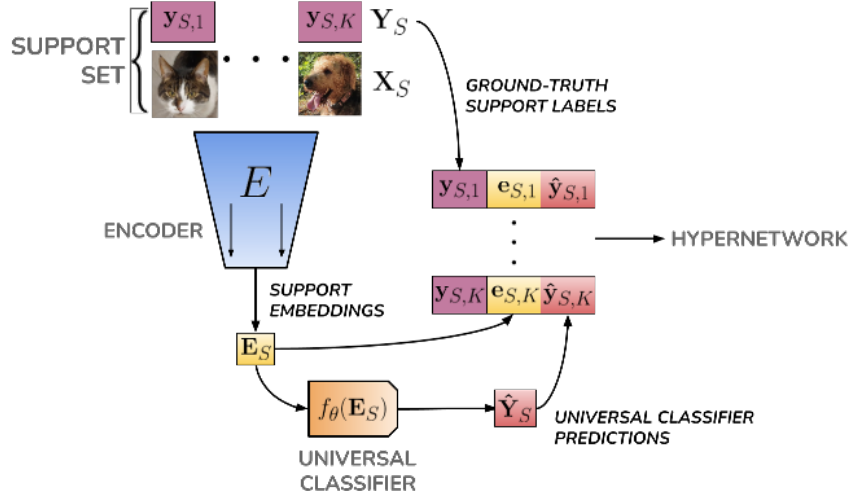 SUPPORT
SET
y_{S,1}
y_{S,K}
Y_S
. . .
X_S
GROUND-TRUTH
SUPPORT LABELS
E
ENCODER
y_{S,1} e_{S,1} ŷ_{S,1}
HYPERNETWORK
y_{S,K} e_{S,K} ŷ_{S,K}
SUPPORT
EMBEDDINGS
E_S
f_θ(E_S)
Ŷ_S
UNIVERSAL CLASSIFIER
PREDICTIONS
UNIVERSAL
CLASSIFIER